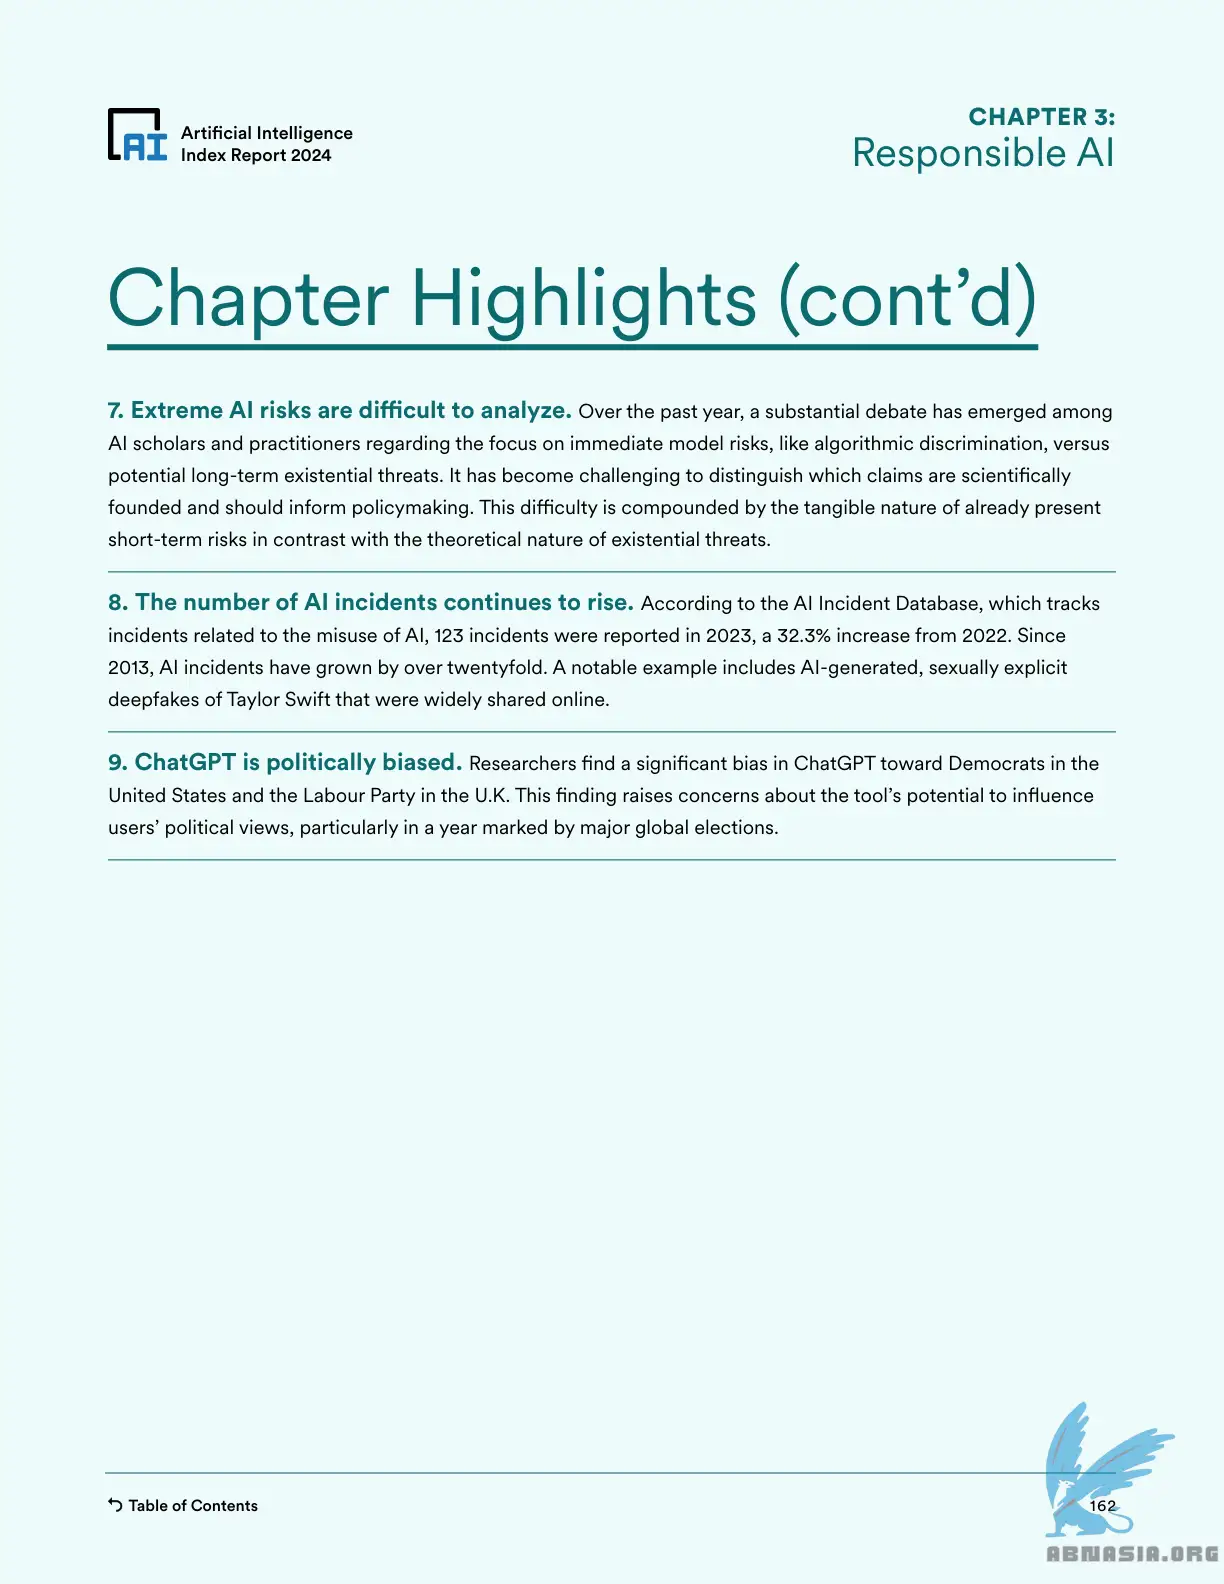 AI
Artificial Intelligence
Index Report 2024
CHAPTER 3:
Responsible AI
Chapter Highlights (cont’d)
7. Extreme AI risks are difficult to analyze. Over the past year, a substantial debate has emerged among
AI scholars and practitioners regarding the focus on immediate model risks, like algorithmic discrimination, versus
potential long-term existential threats. It has become challenging to distinguish which claims are scientifically
founded and should inform policymaking. This difficulty is compounded by the tangible nature of already present
short-term risks in contrast with the theoretical nature of existential threats.
8. The number of AI incidents continues to rise. According to the AI Incident Database, which tracks
incidents related to the misuse of AI, 123 incidents were reported in 2023, a 32.3% increase from 2022. Since
2013, AI incidents have grown by over twentyfold. A notable example includes AI-generated, sexually explicit
deepfakes of Taylor Swift that were widely shared online.
9. ChatGPT is politically biased. Researchers find a significant bias in ChatGPT toward Democrats in the
United States and the Labour Party in the U.K. This finding raises concerns about the tool’s potential to influence
users’ political views, particularly in a year marked by major global elections.
Table of Contents
162
ABNASIA.ORG